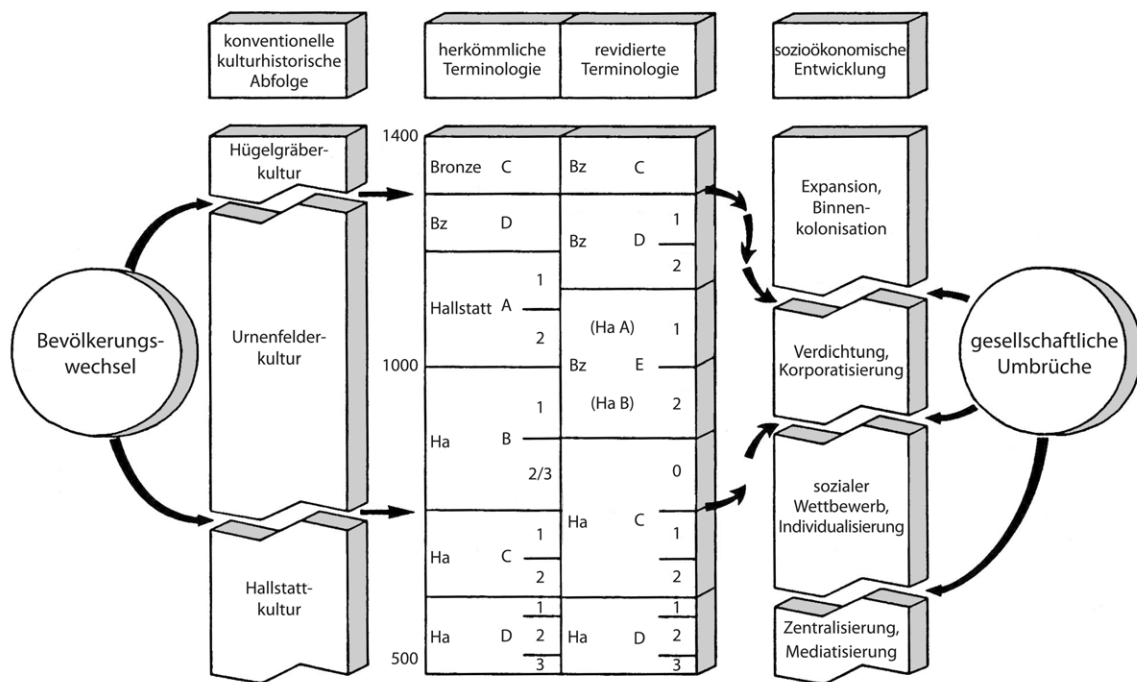 konventionelle
kulturhistorische
Abfolge
herkömmliche
Terminologie
revidierte
Terminologie
sozioökonomische
Entwicklung
Bevölkerungs-
wechsel
Hügelgräber-
kultur
Urnenfelder-
kultur
Hallstatt-
kultur
1400
1000
500
Bronze C
Bz D
Hallstatt A
1
2
Ha B
1
2/3
Ha C
1
2
Ha D
1
2
3
Bz C
Bz D
1
2
(Ha A) 1
Bz E
(Ha B) 2
0
Ha C
1
2
1
Ha D 2
3
Expansion,
Binnen-
kolonisation
Verdichtung,
Korporatisierung
sozialer
Wettbewerb,
Individualisierung
Zentralisierung,
Mediatisierung
gesellschaftliche
Umbrüche